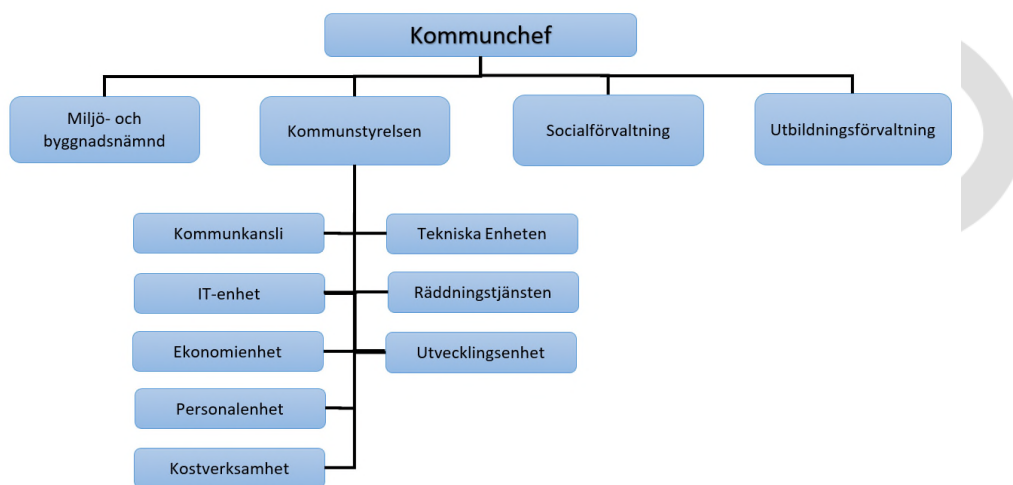 Kommunchef
Miljö- och
byggnadsnämnd
Kommunstyrelsen
Socialförvaltning
Utbildningsförvaltning
Kommunkansli
Tekniska Enheten
IT-enhet
Räddningstjänsten
Ekonomienhet
Utvecklingsenhet
Personalenhet
Kostverksamhet